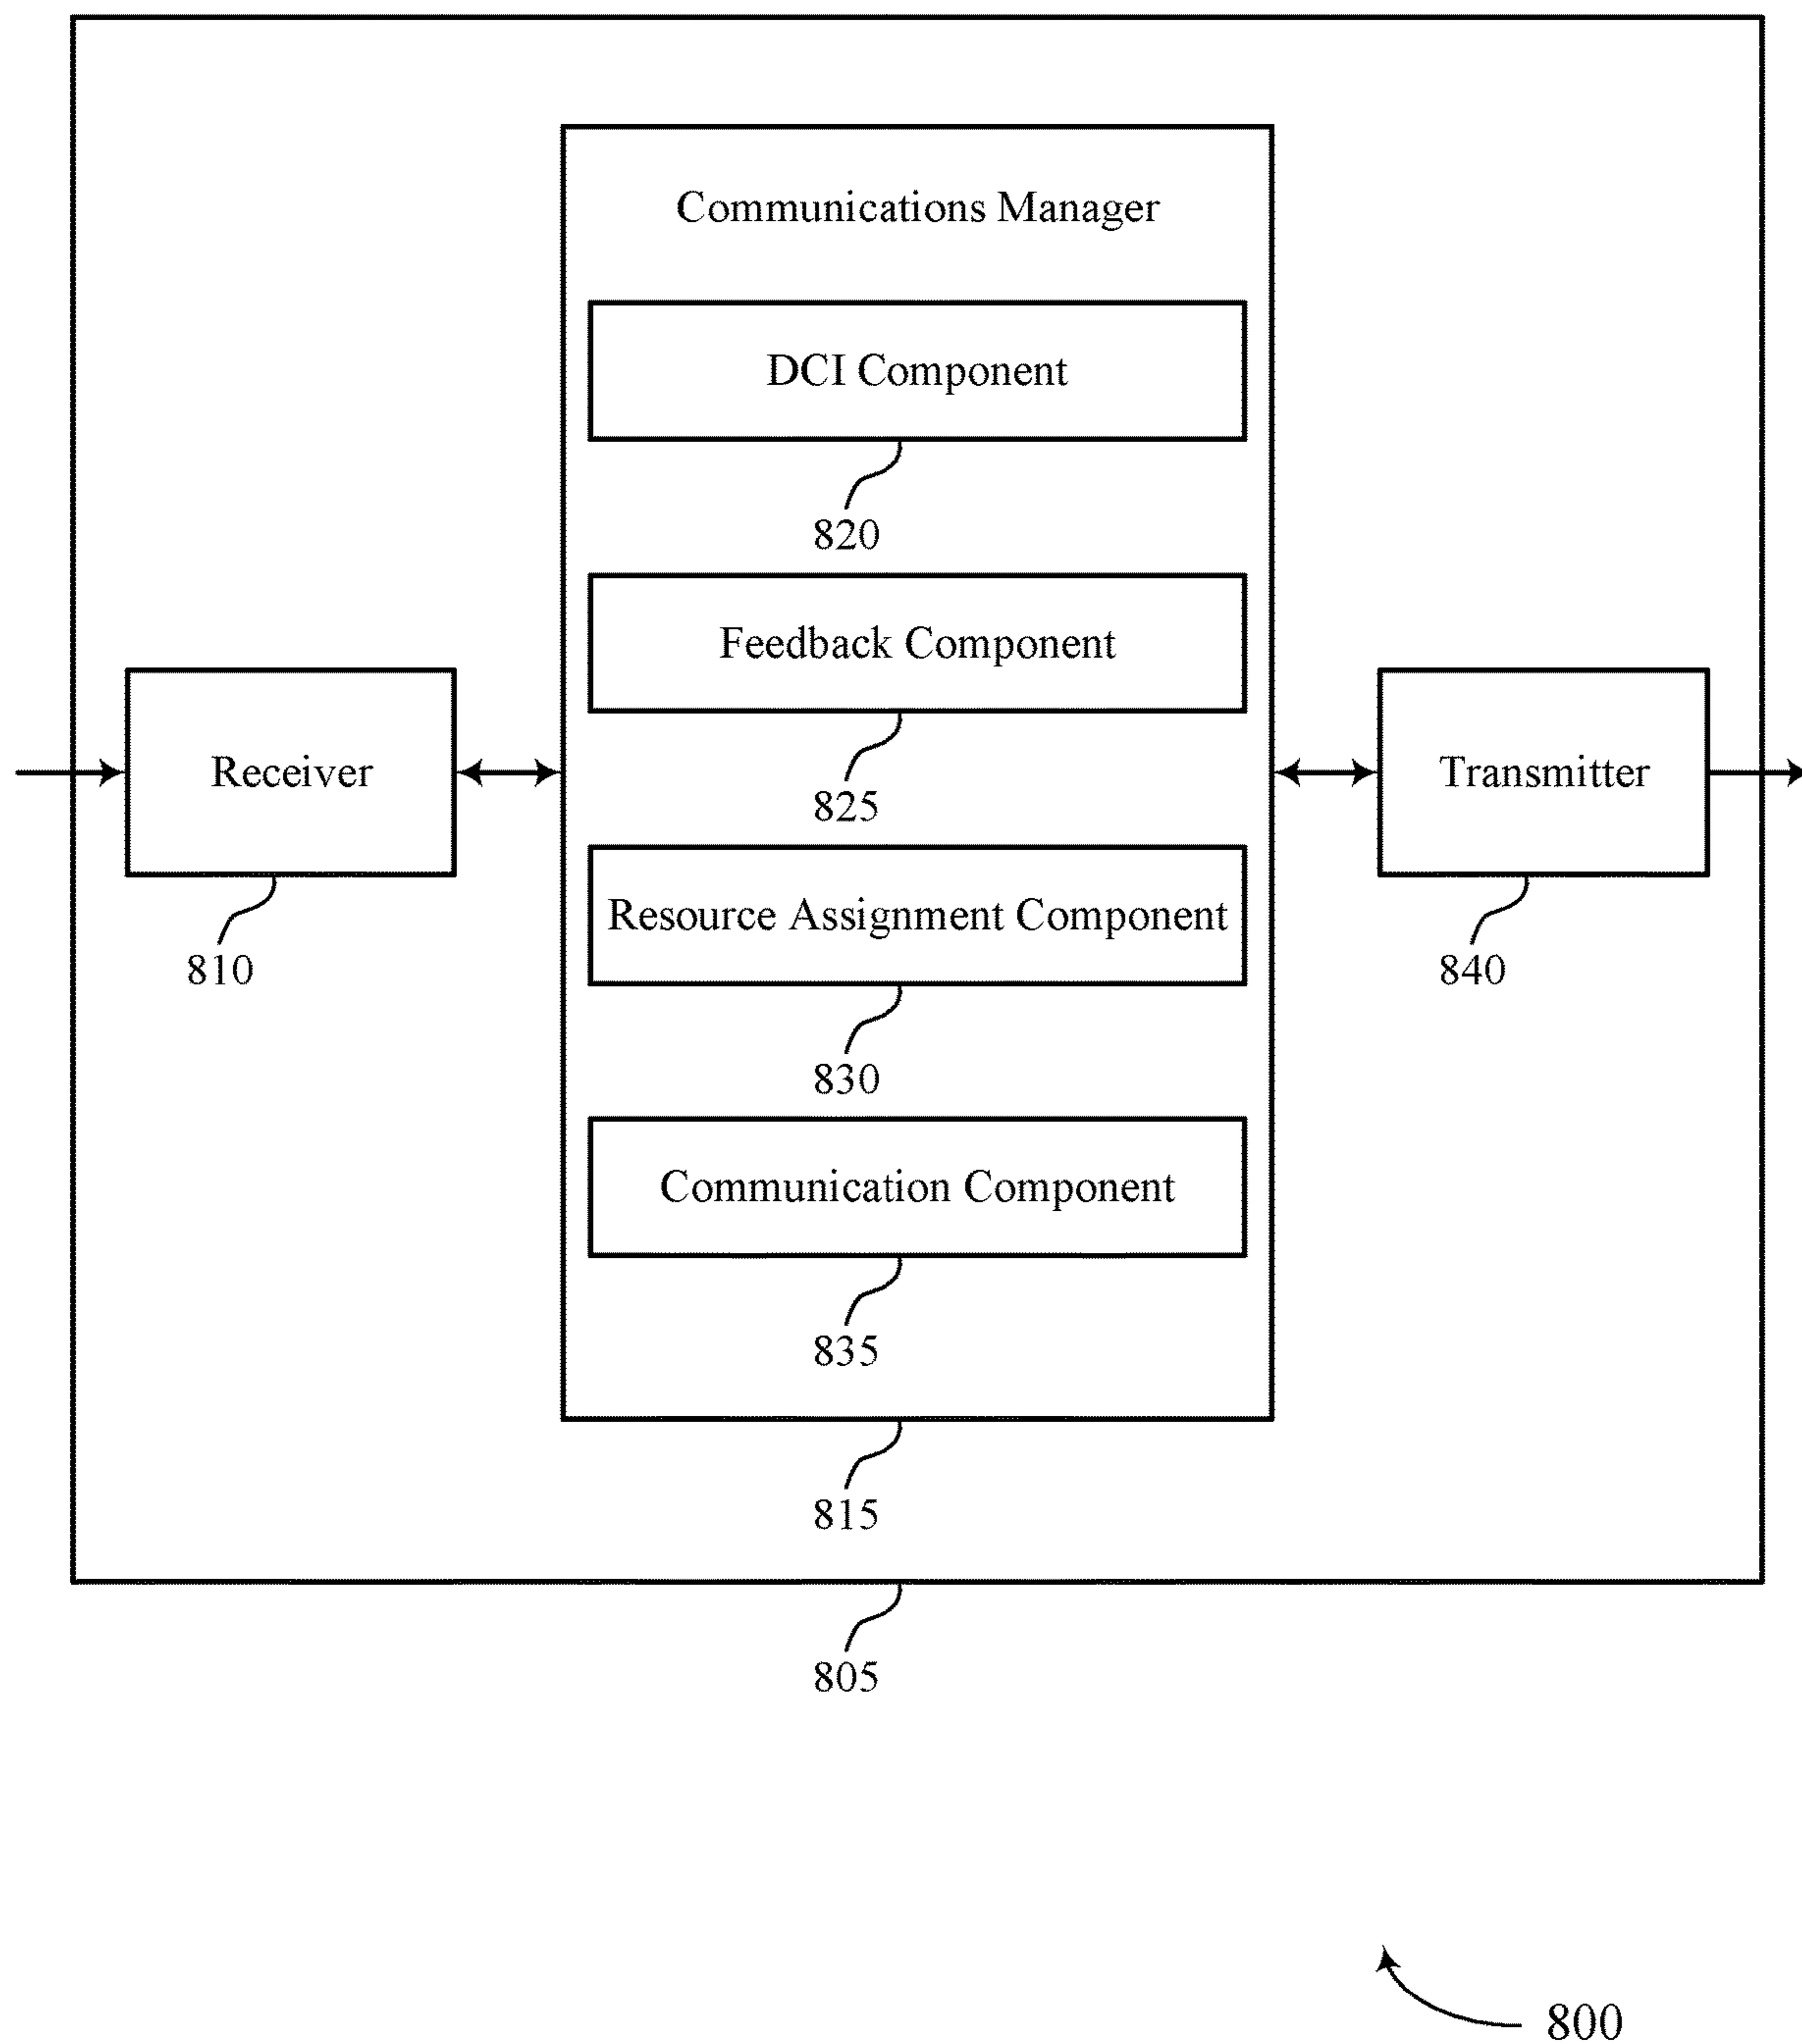 Communications Manager
DCI Component
820
Feedback Component
825
Receiver
810
Transmitter
840
Resource Assignment Component
830
Communication Component
835
815
805
800